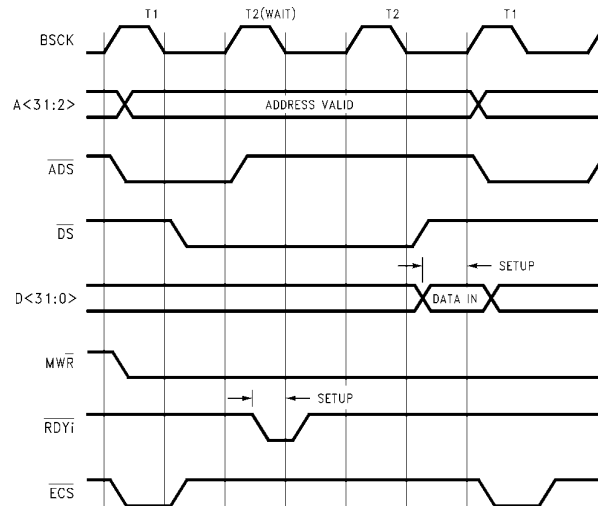 T1 T2(WAIT) T2 T1
BSCK
A<31:2> ADDRESS VALID
ADS
DS
SETUP
D<31:0> DATA IN
MWR
SETUP
RDYi
ECS